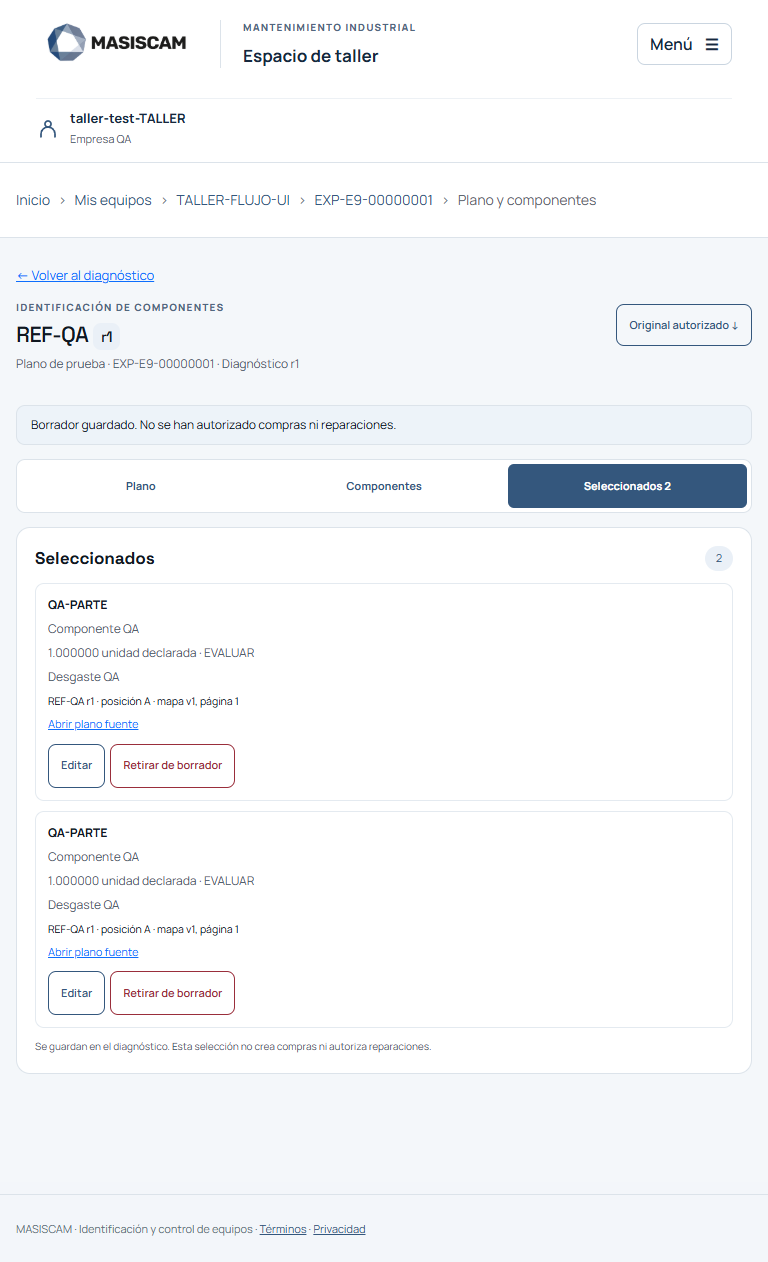 MASISCAM
MANTENIMIENTO INDUSTRIAL
Espacio de taller
Menú ☰
taller-test-TALLER
Empresa QA
Inicio › Mis equipos › TALLER-FLUJO-UI › EXP-E9-00000001 › Plano y componentes
← Volver al diagnóstico
IDENTIFICACIÓN DE COMPONENTES
REF-QA r1
Original autorizado ↓
Plano de prueba · EXP-E9-00000001 · Diagnóstico r1
Borrador guardado. No se han autorizado compras ni reparaciones.
Plano
Componentes
Seleccionados 2
Seleccionados
2
QA-PARTE
Componente QA
1.000000 unidad declarada · EVALUAR
Desgaste QA
REF-QA r1 · posición A · mapa v1, página 1
Abrir plano fuente
Editar
Retirar de borrador
QA-PARTE
Componente QA
1.000000 unidad declarada · EVALUAR
Desgaste QA
REF-QA r1 · posición A · mapa v1, página 1
Abrir plano fuente
Editar
Retirar de borrador
Se guardan en el diagnóstico. Esta selección no crea compras ni autoriza reparaciones.
MASISCAM · Identificación y control de equipos · Términos · Privacidad